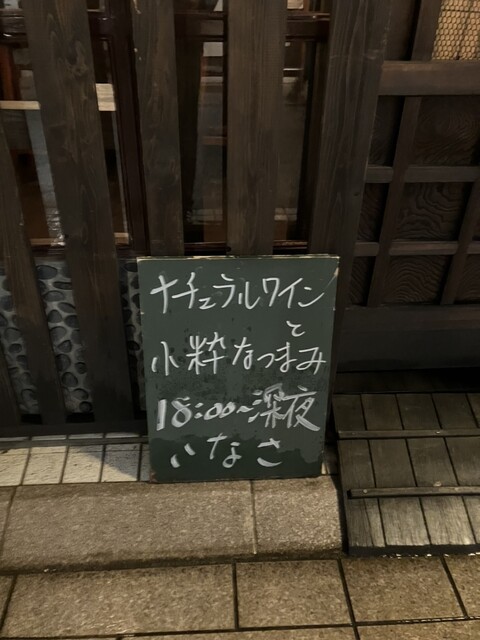 ナチュラルワイン
と
小粋なつまみ
18:00~深夜
いなさ